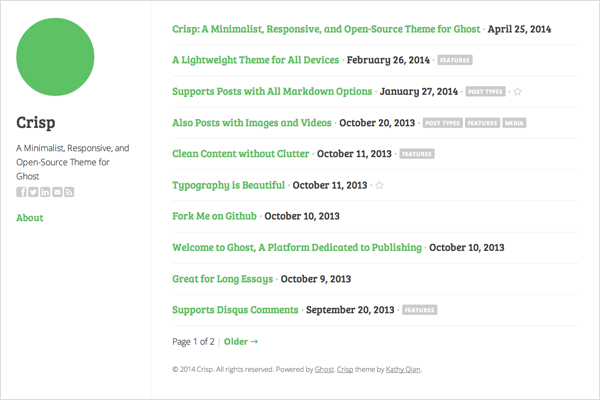 Crisp
A Minimalist, Responsive, and
Open-Source Theme for
Ghost
About
Crisp: A Minimalist, Responsive, and Open-Source Theme for Ghost · April 25, 2014
A Lightweight Theme for All Devices · February 26, 2014 · FEATURES
Supports Posts with All Markdown Options · January 27, 2014 · POST TYPES · ☆
Also Posts with Images and Videos · October 20, 2013 · POST TYPES FEATURES MEDIA
Clean Content without Clutter · October 11, 2013 · FEATURES
Typography is Beautiful · October 11, 2013 · ☆
Fork Me on Github · October 10, 2013
Welcome to Ghost, A Platform Dedicated to Publishing · October 10, 2013
Great for Long Essays · October 9, 2013
Supports Disqus Comments · September 20, 2013 · FEATURES
Page 1 of 2 | Older →
© 2014 Crisp. All rights reserved. Powered by Ghost. Crisp theme by Kathy Qian.